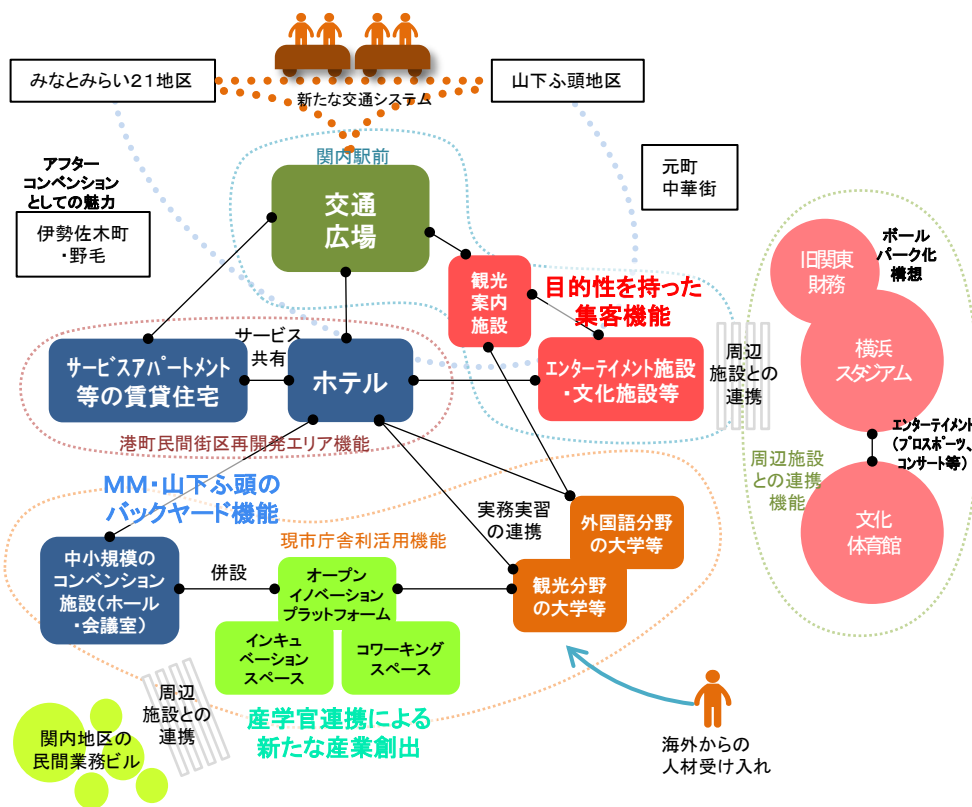 みなとみらい２１地区
新たな交通システム
山下ふ頭地区
関内駅前
アフター
コンベンション
としての魅力
伊勢佐木町
・野毛
交通
広場
元町
中華街
観光
案内
施設
目的性を持った
集客機能
ボール
パーク化
構想
旧関東
財務
横浜
スタジアム
サービス
共有
サービスアパートメント
等の賃貸住宅
ホテル
エンターテイメント施設
・文化施設等
周辺
施設との
連携
港町民間街区再開発エリア機能
エンターテイメント
（プロスポーツ、
コンサート等）
周辺施設
との連携
機能
文化
体育館
MM・山下ふ頭の
バックヤード機能
実務実習
の連携
外国語分野
の大学等
現市庁舎利活用機能
中小規模の
コンベンション
施設（ホール
・会議室）
併設
オープン
イノベーション
プラットフォーム
観光分野
の大学等
インキュ
ベーション
スペース
コワーキング
スペース
周辺
施設との
連携
産学官連携による
新たな産業創出
関内地区の
民間業務ビル
海外からの
人材受け入れ